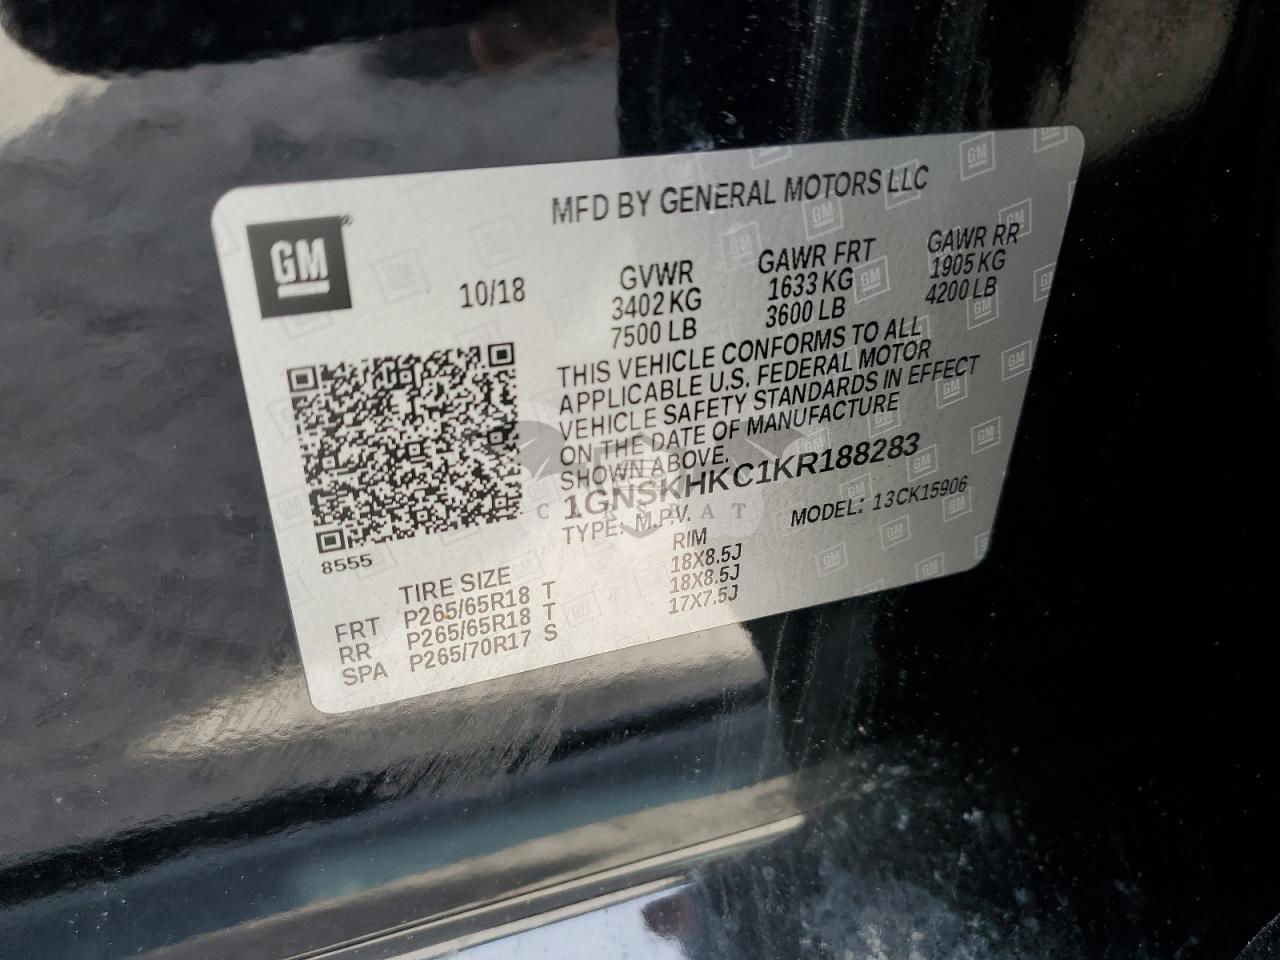 MFD BY GENERAL MOTORS LLC
GM
10/18
GVWR
3402 KG
7500 LB
GAWR FRT
1633 KG
3600 LB
GAWR RR
1905 KG
4200 LB
THIS VEHICLE CONFORMS TO ALL
APPLICABLE U.S. FEDERAL MOTOR
VEHICLE SAFETY STANDARDS IN EFFECT
ON THE DATE OF MANUFACTURE
SHOWN ABOVE.
1GNSKHKC1KR188283
TYPE: M.P.V. MODEL: 13CK15906
8555
TIRE SIZE RIM
FRT P265/65R18 T 18X8.5J
RR P265/65R18 T 18X8.5J
SPA P265/70R17 S 17X7.5J